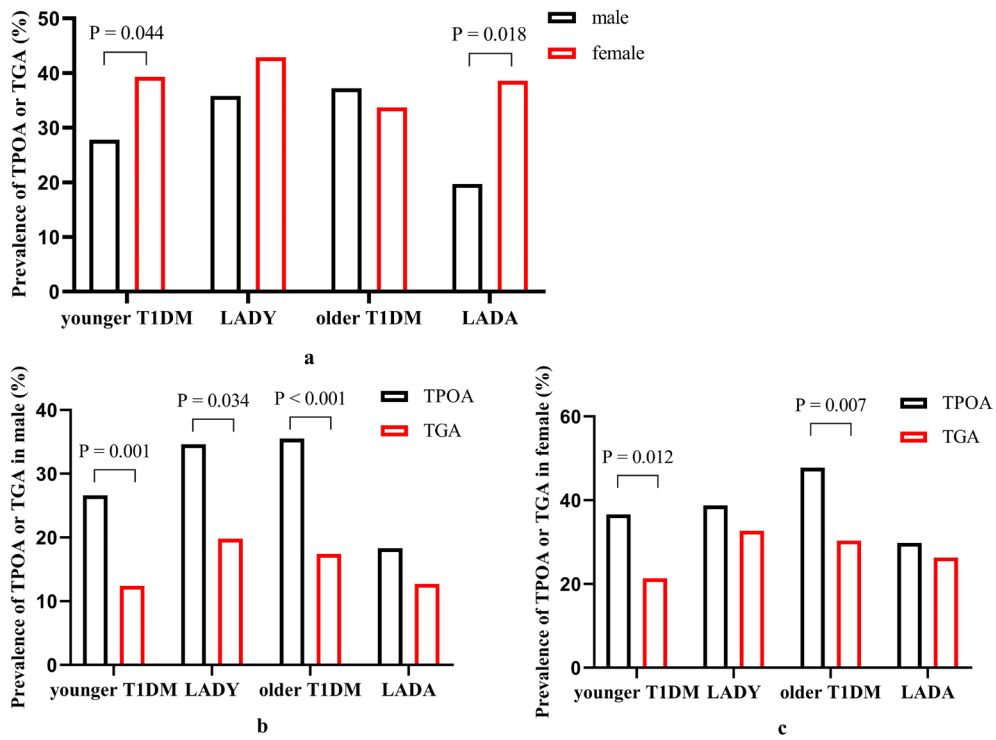 Prevalence of TPOA or TGA (%)
50
40
30
20
10
0
P = 0.044
P = 0.018
male
female
younger T1DM
LADY
older T1DM
LADA
a
Prevalence of TPOA or TGA in male (%)
40
30
20
10
0
P = 0.001
P = 0.034
P < 0.001
TPOA
TGA
younger T1DM
LADY
older T1DM
LADA
b
Prevalence of TPOA or TGA in female (%)
60
40
20
0
P = 0.012
P = 0.007
TPOA
TGA
younger T1DM
LADY
older T1DM
LADA
c